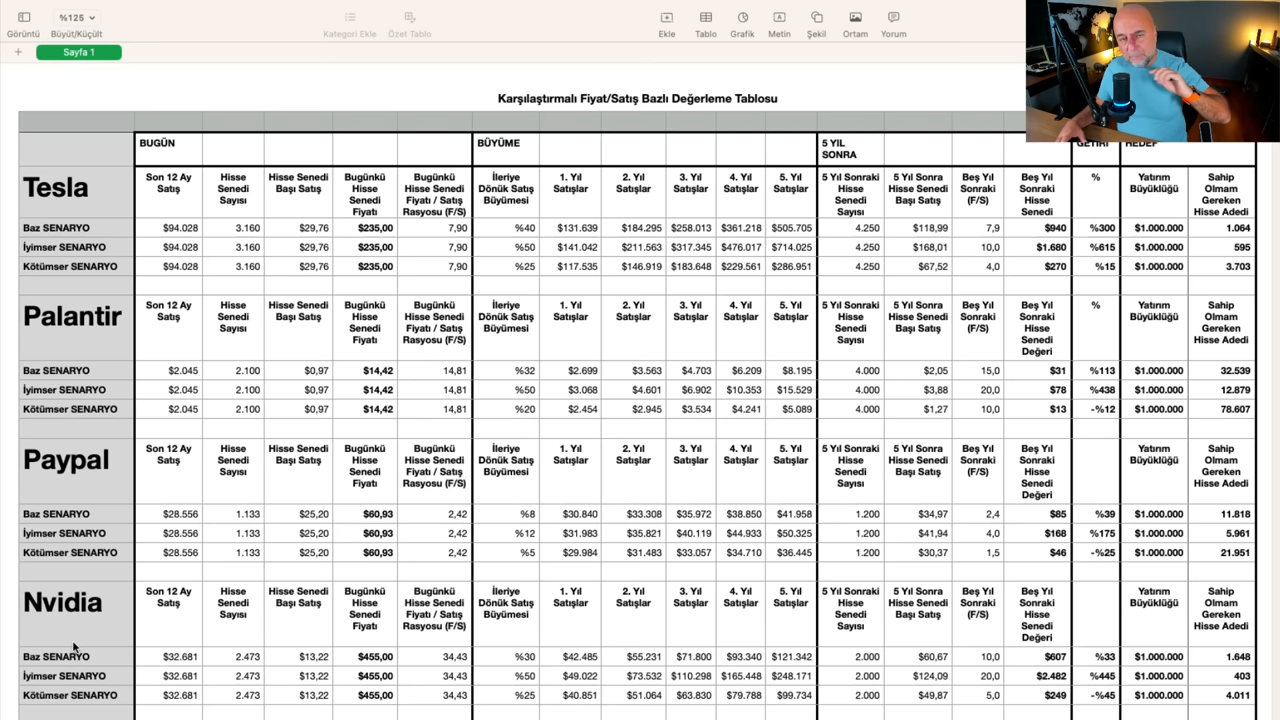 %125
Görüntü
Büyüt/Küçült
Kategori Ekle
Özet Tablo
Ekle
Tablo
Grafik
Metin
Şekil
Ortam
Yorum
Sayfa 1
Karşılaştırmalı Fiyat/Satış Bazlı Değerleme Tablosu
BUGÜN BÜYÜME 5 YIL SONRA GETİRİ HEDEF
Tesla Son 12 Ay Satış Hisse Senedi Sayısı Hisse Senedi Başı Satış Bugünkü Hisse Senedi Fiyatı Bugünkü Hisse Senedi Fiyatı / Satış Rasyosu (F/S) İleriye Dönük Satış Büyümesi 1. Yıl Satışlar 2. Yıl Satışlar 3. Yıl Satışlar 4. Yıl Satışlar 5. Yıl Satışlar 5 Yıl Sonraki Hisse Senedi Sayısı 5 Yıl Sonra Hisse Senedi Başı Satış Beş Yıl Sonraki (F/S) Beş Yıl Sonraki Hisse Senedi % Yatırım Büyüklüğü Sahip Olmam Gereken Hisse Adedi
Baz SENARYO $94.028 3.160 $29,76 $235,00 7,90 %40 $131.639 $184.295 $258.013 $361.218 $505.705 4.250 $118,99 7,9 $940 %300 $1.000.000 1.064
İyimser SENARYO $94.028 3.160 $29,76 $235,00 7,90 %50 $141.042 $211.563 $317.345 $476.017 $714.025 4.250 $168,01 10,0 $1.680 %615 $1.000.000 595
Kötümser SENARYO $94.028 3.160 $29,76 $235,00 7,90 %25 $117.535 $146.919 $183.648 $229.561 $286.951 4.250 $67,52 4,0 $270 %15 $1.000.000 3.703
Palantir Son 12 Ay Satış Hisse Senedi Sayısı Hisse Senedi Başı Satış Bugünkü Hisse Senedi Fiyatı Bugünkü Hisse Senedi Fiyatı / Satış Rasyosu (F/S) İleriye Dönük Satış Büyümesi 1. Yıl Satışlar 2. Yıl Satışlar 3. Yıl Satışlar 4. Yıl Satışlar 5. Yıl Satışlar 5 Yıl Sonraki Hisse Senedi Sayısı 5 Yıl Sonra Hisse Senedi Başı Satış Beş Yıl Sonraki (F/S) Beş Yıl Sonraki Hisse Senedi Değeri % Yatırım Büyüklüğü Sahip Olmam Gereken Hisse Adedi
Baz SENARYO $2.045 2.100 $0,97 $14,42 14,81 %32 $2.699 $3.563 $4.703 $6.209 $8.195 4.000 $2,05 15,0 $31 %113 $1.000.000 32.539
İyimser SENARYO $2.045 2.100 $0,97 $14,42 14,81 %50 $3.068 $4.601 $6.902 $10.353 $15.529 4.000 $3,88 20,0 $78 %438 $1.000.000 12.879
Kötümser SENARYO $2.045 2.100 $0,97 $14,42 14,81 %20 $2.454 $2.945 $3.534 $4.241 $5.089 4.000 $1,27 10,0 $13 -%12 $1.000.000 78.607
Paypal Son 12 Ay Satış Hisse Senedi Sayısı Hisse Senedi Başı Satış Bugünkü Hisse Senedi Fiyatı Bugünkü Hisse Senedi Fiyatı / Satış Rasyosu (F/S) İleriye Dönük Satış Büyümesi 1. Yıl Satışlar 2. Yıl Satışlar 3. Yıl Satışlar 4. Yıl Satışlar 5. Yıl Satışlar 5 Yıl Sonraki Hisse Senedi Sayısı 5 Yıl Sonra Hisse Senedi Başı Satış Beş Yıl Sonraki (F/S) Beş Yıl Sonraki Hisse Senedi Değeri % Yatırım Büyüklüğü Sahip Olmam Gereken Hisse Adedi
Baz SENARYO $28.556 1.133 $25,20 $60,93 2,42 %8 $30.840 $33.308 $35.972 $38.850 $41.958 1.200 $34,97 2,4 $85 %39 $1.000.000 11.818
İyimser SENARYO $28.556 1.133 $25,20 $60,93 2,42 %12 $31.983 $35.821 $40.119 $44.933 $50.325 1.200 $41,94 4,0 $168 %175 $1.000.000 5.961
Kötümser SENARYO $28.556 1.133 $25,20 $60,93 2,42 %5 $29.984 $31.483 $33.057 $34.710 $36.445 1.200 $30,37 1,5 $46 -%25 $1.000.000 21.951
Nvidia Son 12 Ay Satış Hisse Senedi Sayısı Hisse Senedi Başı Satış Bugünkü Hisse Senedi Fiyatı Bugünkü Hisse Senedi Fiyatı / Satış Rasyosu (F/S) İleriye Dönük Satış Büyümesi 1. Yıl Satışlar 2. Yıl Satışlar 3. Yıl Satışlar 4. Yıl Satışlar 5. Yıl Satışlar 5 Yıl Sonraki Hisse Senedi Sayısı 5 Yıl Sonra Hisse Senedi Başı Satış Beş Yıl Sonraki (F/S) Beş Yıl Sonraki Hisse Senedi Değeri Yatırım Büyüklüğü Sahip Olmam Gereken Hisse Adedi
Baz SENARYO $32.681 2.473 $13,22 $455,00 34,43 %30 $42.485 $55.231 $71.800 $93.340 $121.342 2.000 $60,67 10,0 $607 %33 $1.000.000 1.648
İyimser SENARYO $32.681 2.473 $13,22 $455,00 34,43 %50 $49.022 $73.532 $110.298 $165.448 $248.171 2.000 $124,09 20,0 $2.482 %445 $1.000.000 403
Kötümser SENARYO $32.681 2.473 $13,22 $455,00 34,43 %25 $40.851 $51.064 $63.830 $79.788 $99.734 2.000 $49,87 5,0 $249 -%45 $1.000.000 4.011